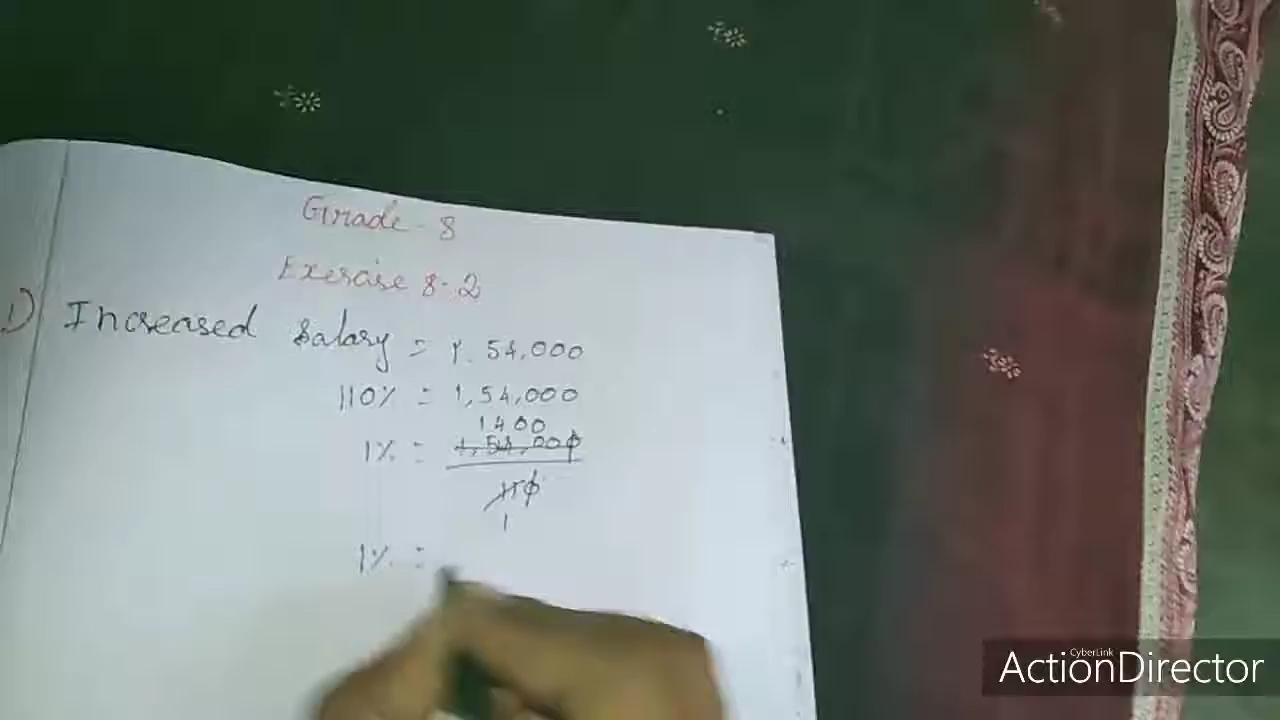 Grade - 8
Exercise 8.2
1) Increased Salary = 1.54,000
110% = 1,54,000
1400
1% = 1,54,000
110
1
1% =
CyberLink
ActionDirector